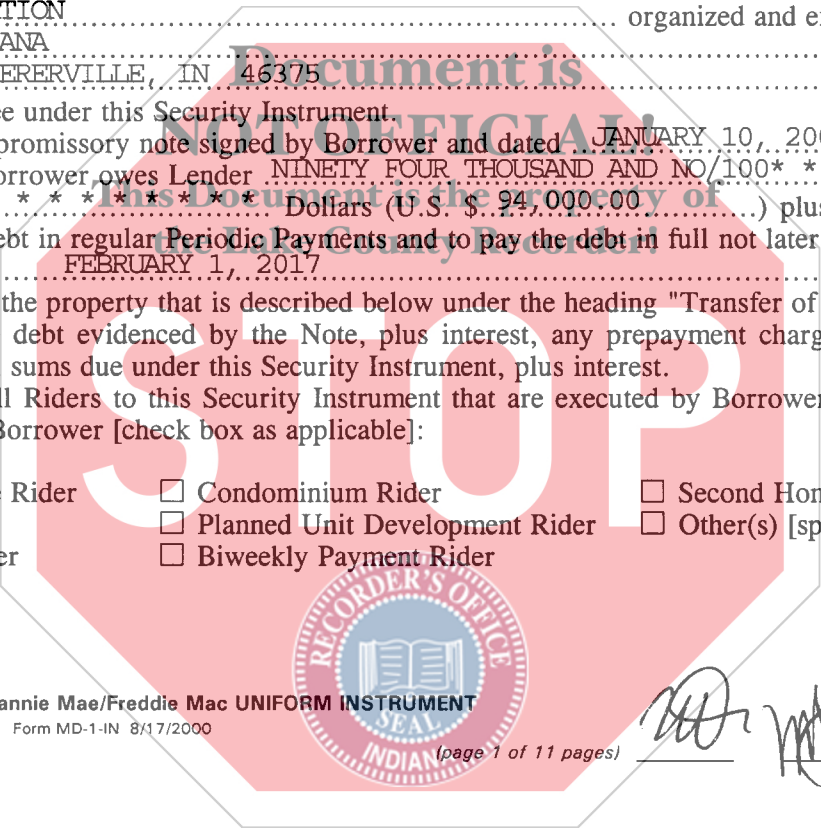 TION ........ organized and e
ANA
ERERVILLE, IN 46375
Document is
ee under this Security Instrument.
NOT OFFICIAL!
promissory note signed by Borrower and dated JANUARY 10, 200
orrower owes Lender NINETY FOUR THOUSAND AND NO/100* *
This Document is the property of
* * * * * * * * Dollars (U.S. $ 94,000.00 ........) plus
the Lake County Recorder!
ebt in regular Periodic Payments and to pay the debt in full not later
FEBRUARY 1, 2017
the property that is described below under the heading "Transfer of
debt evidenced by the Note, plus interest, any prepayment charg
sums due under this Security Instrument, plus interest.
ll Riders to this Security Instrument that are executed by Borrower
Borrower [check box as applicable]:
STOP
Rider ☐ Condominium Rider ☐ Second Hom
☐ Planned Unit Development Rider ☐ Other(s) [sp
er ☐ Biweekly Payment Rider
RECORDER'S OFFICE
SEAL
INDIANA
annie Mae/Freddie Mac UNIFORM INSTRUMENT
Form MD-1-IN 8/17/2000
(page 1 of 11 pages)